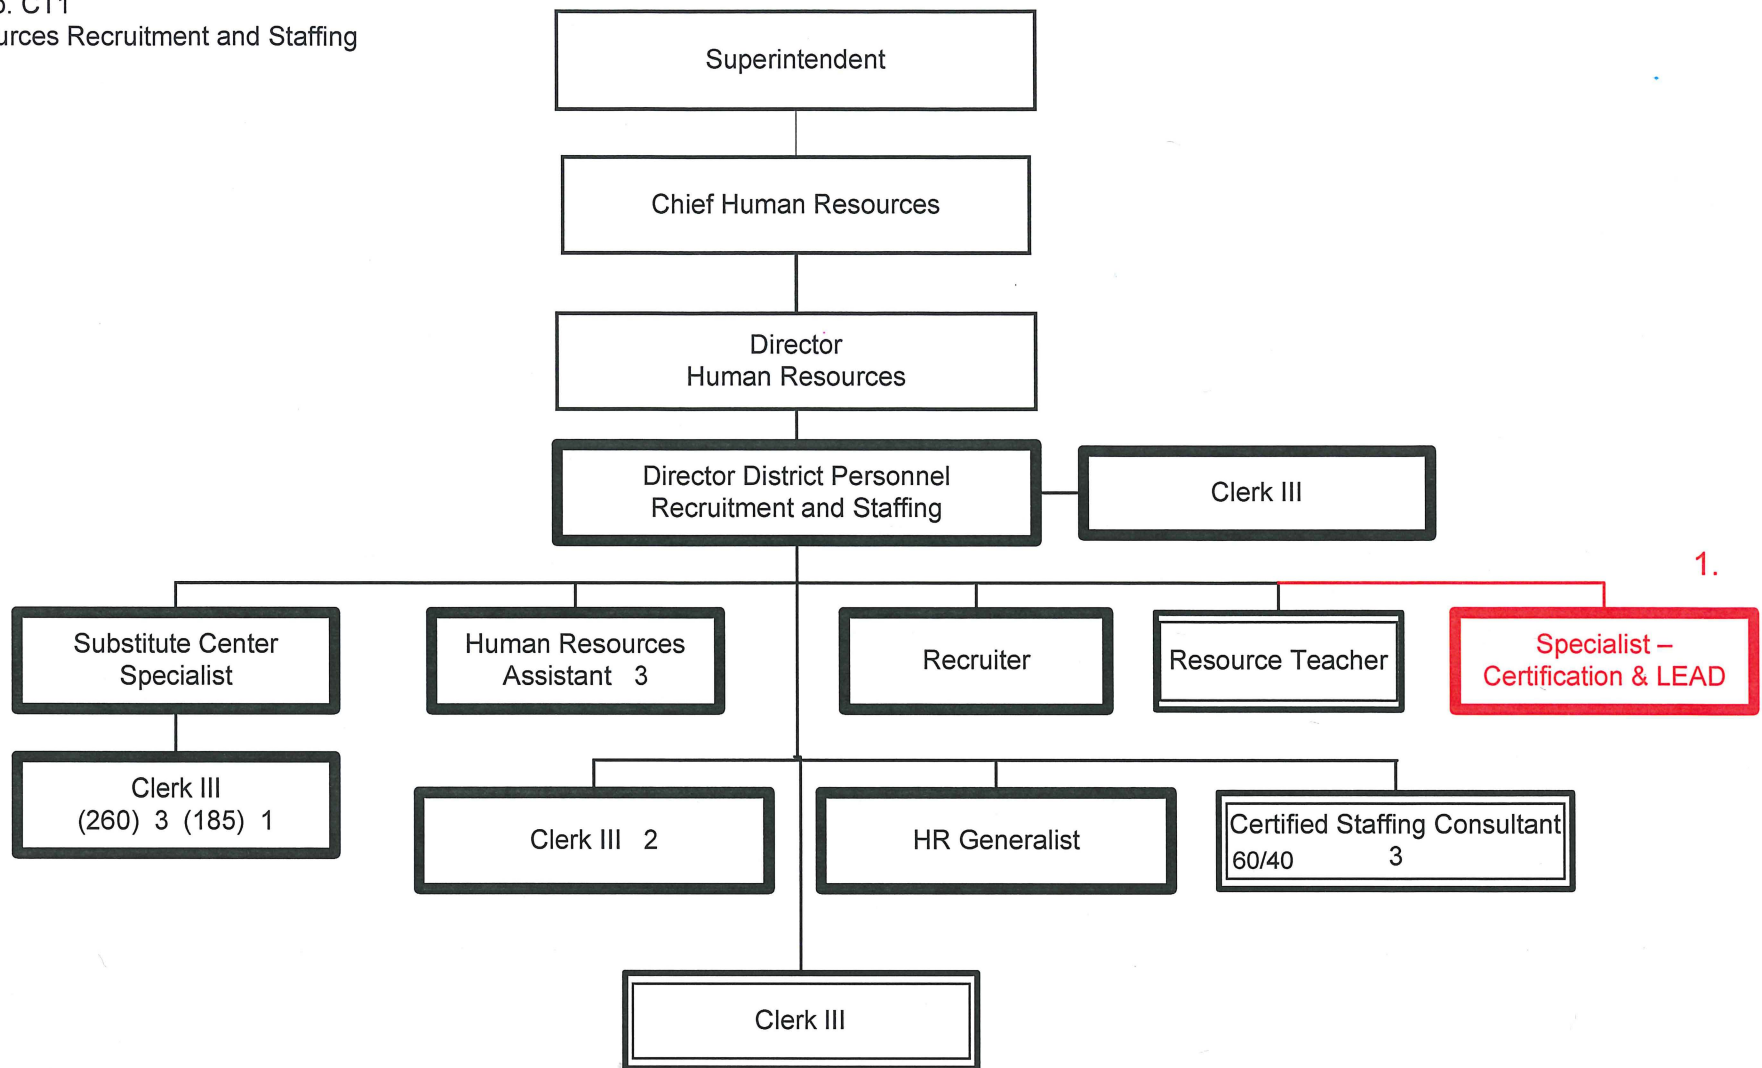 CT1
Recruitment and Staffing
Superintendent
Chief Human Resources
Director
Human Resources
Director District Personnel
Recruitment and Staffing
Clerk III
1.
Substitute Center
Specialist
Human Resources
Assistant 3
Recruiter
Resource Teacher
Specialist –
Certification & LEAD
Clerk III
(260) 3 (185) 1
Clerk III 2
HR Generalist
Certified Staffing Consultant
60/40 3
Clerk III